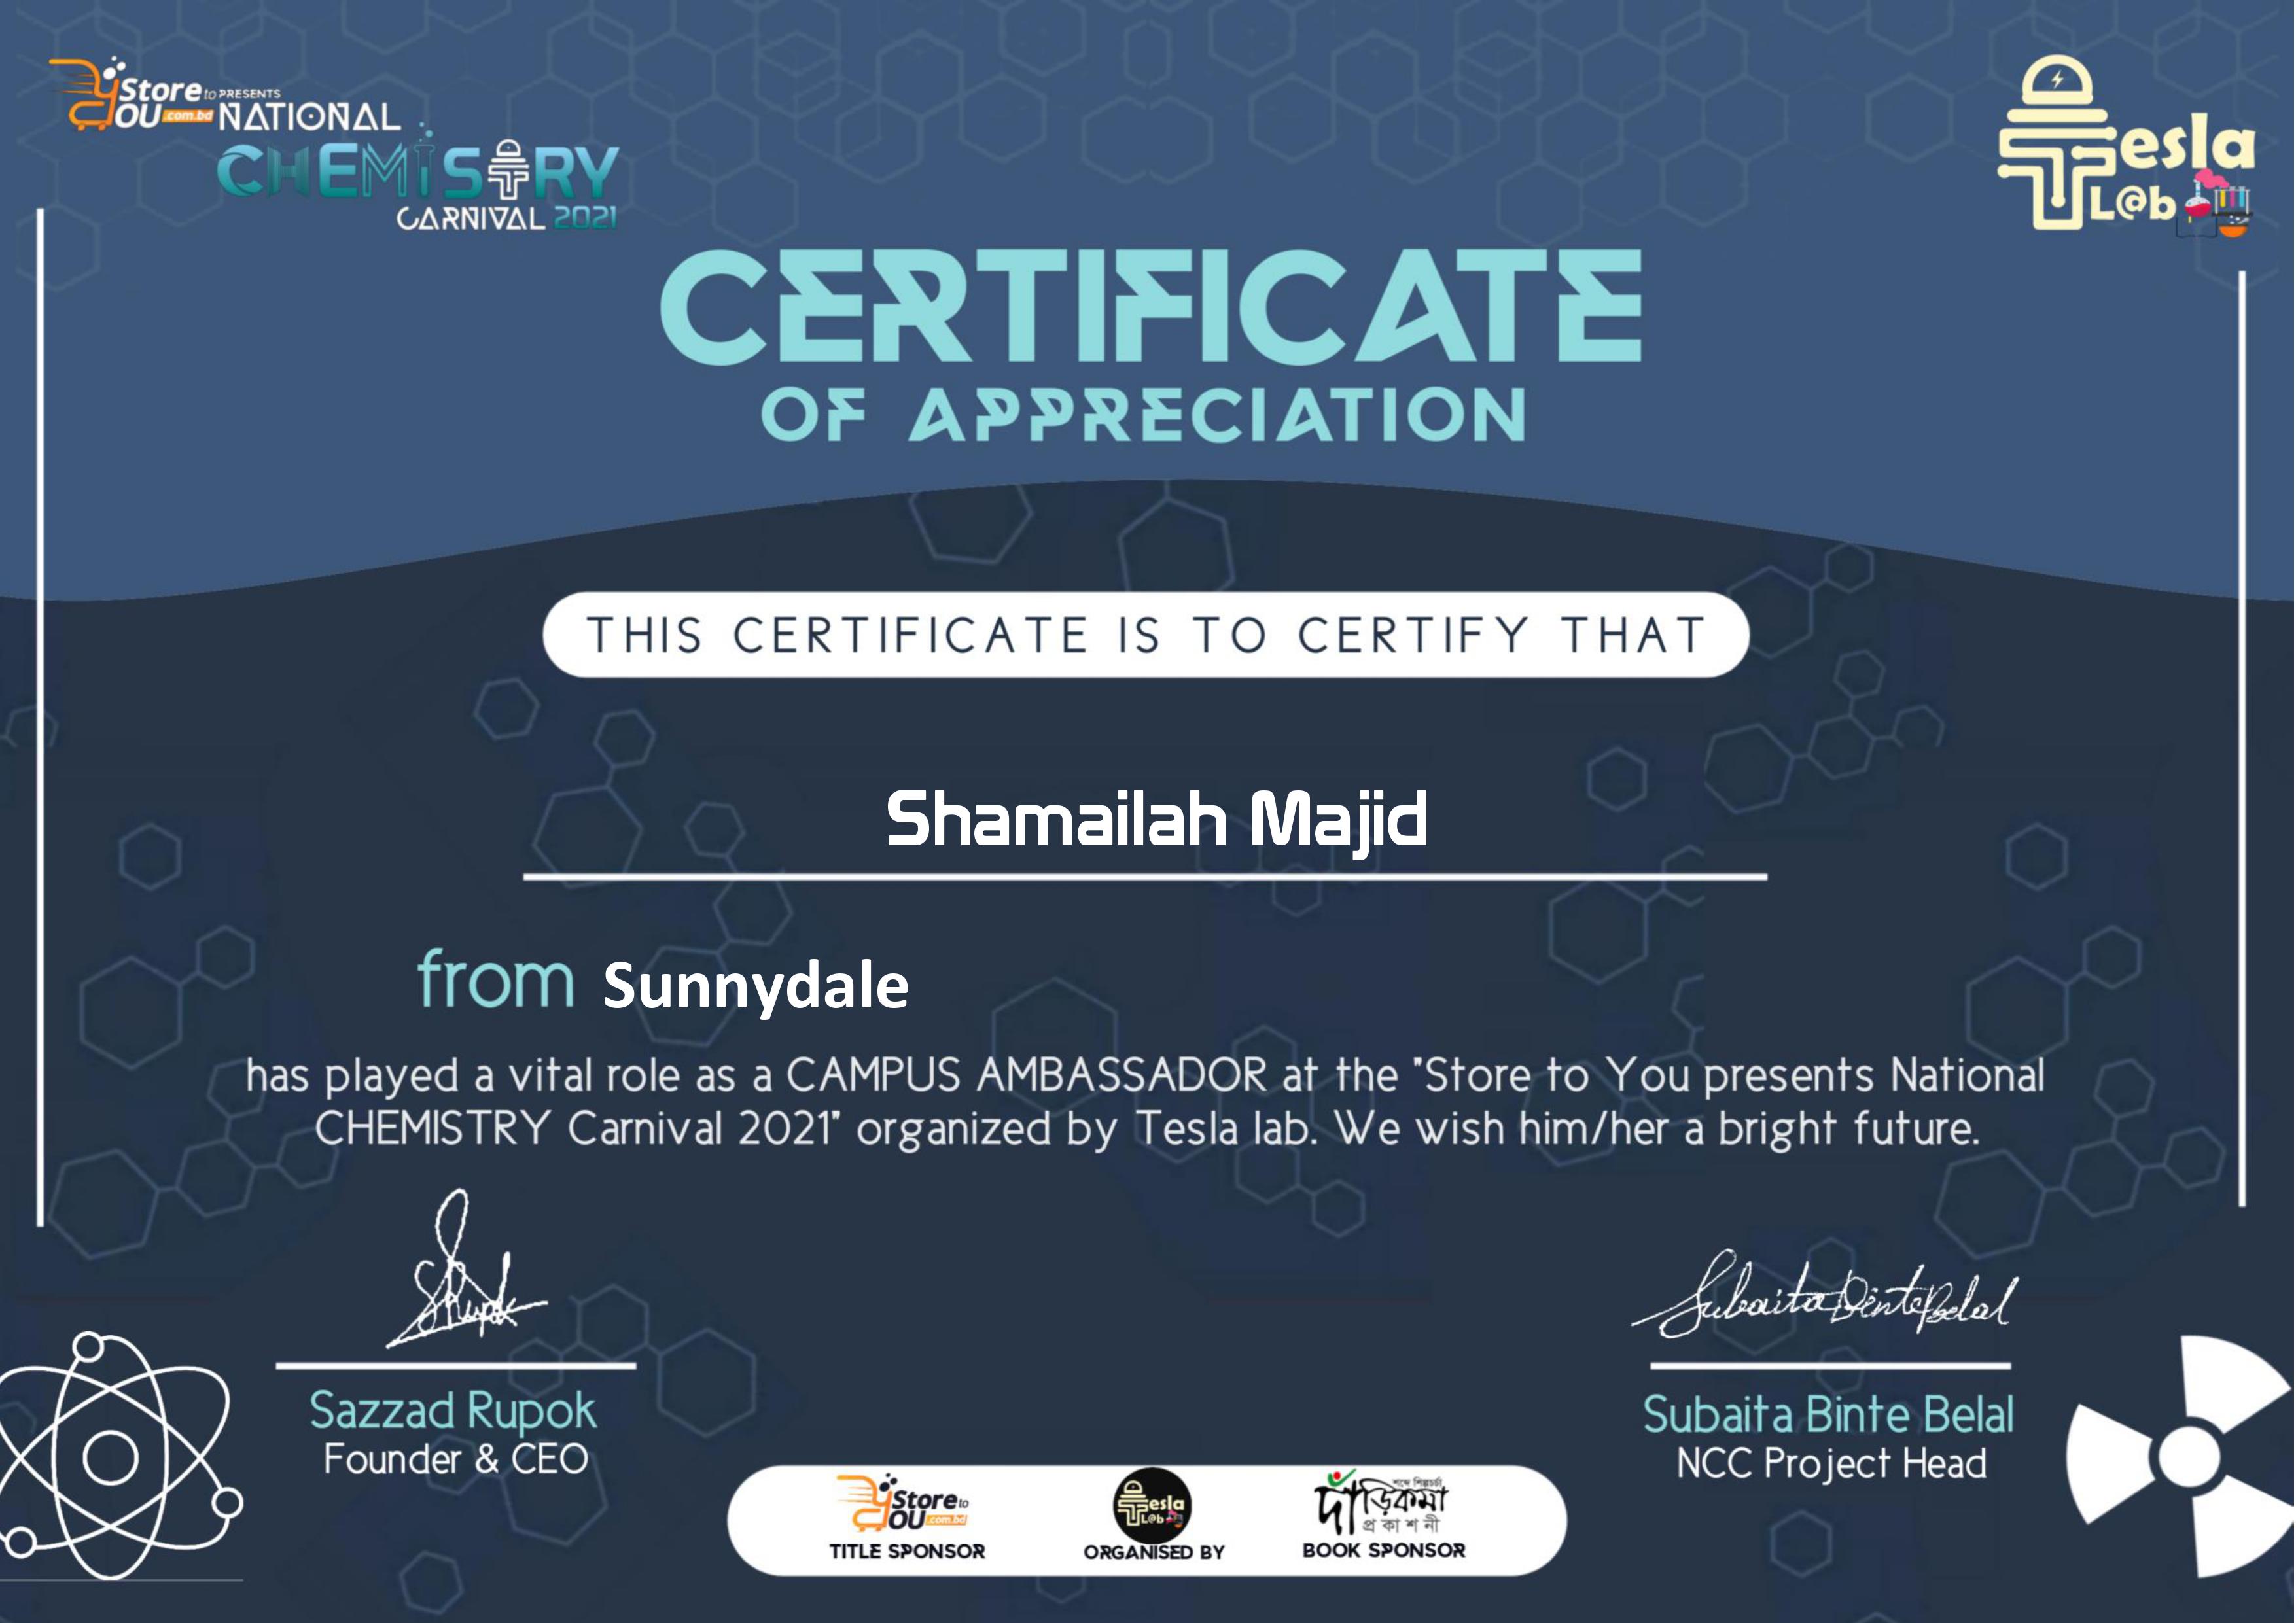 Store to PRESENTS
YOU .com.bd NATIONAL
CHEMISTRY
CARNIVAL 2021
Tesla
L@b
CERTIFICATE
OF APPRECIATION
THIS CERTIFICATE IS TO CERTIFY THAT
Shamailah Majid
from Sunnydale
has played a vital role as a CAMPUS AMBASSADOR at the "Store to You presents National
CHEMISTRY Carnival 2021" organized by Tesla lab. We wish him/her a bright future.
Subaita Binte Belal
Sazzad Rupok
Founder & CEO
Subaita Binte Belal
NCC Project Head
Store to
YOU .com.bd
TITLE SPONSOR
Tesla
L@b
ORGANISED BY
শব্দে শিল্পচর্চা
দাঁড়িকমা
প্রকাশনী
BOOK SPONSOR